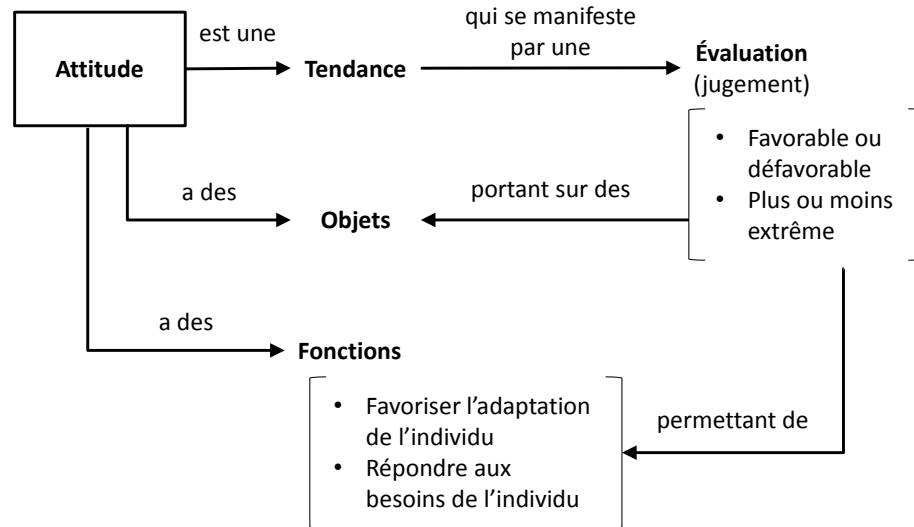 Attitude
est une
Tendance
qui se manifeste
par une
Évaluation
(jugement)
• Favorable ou
défavorable
• Plus ou moins
extrême
a des
Objets
portant sur des
a des
Fonctions
• Favoriser l'adaptation
de l'individu
• Répondre aux
besoins de l'individu
permettant de